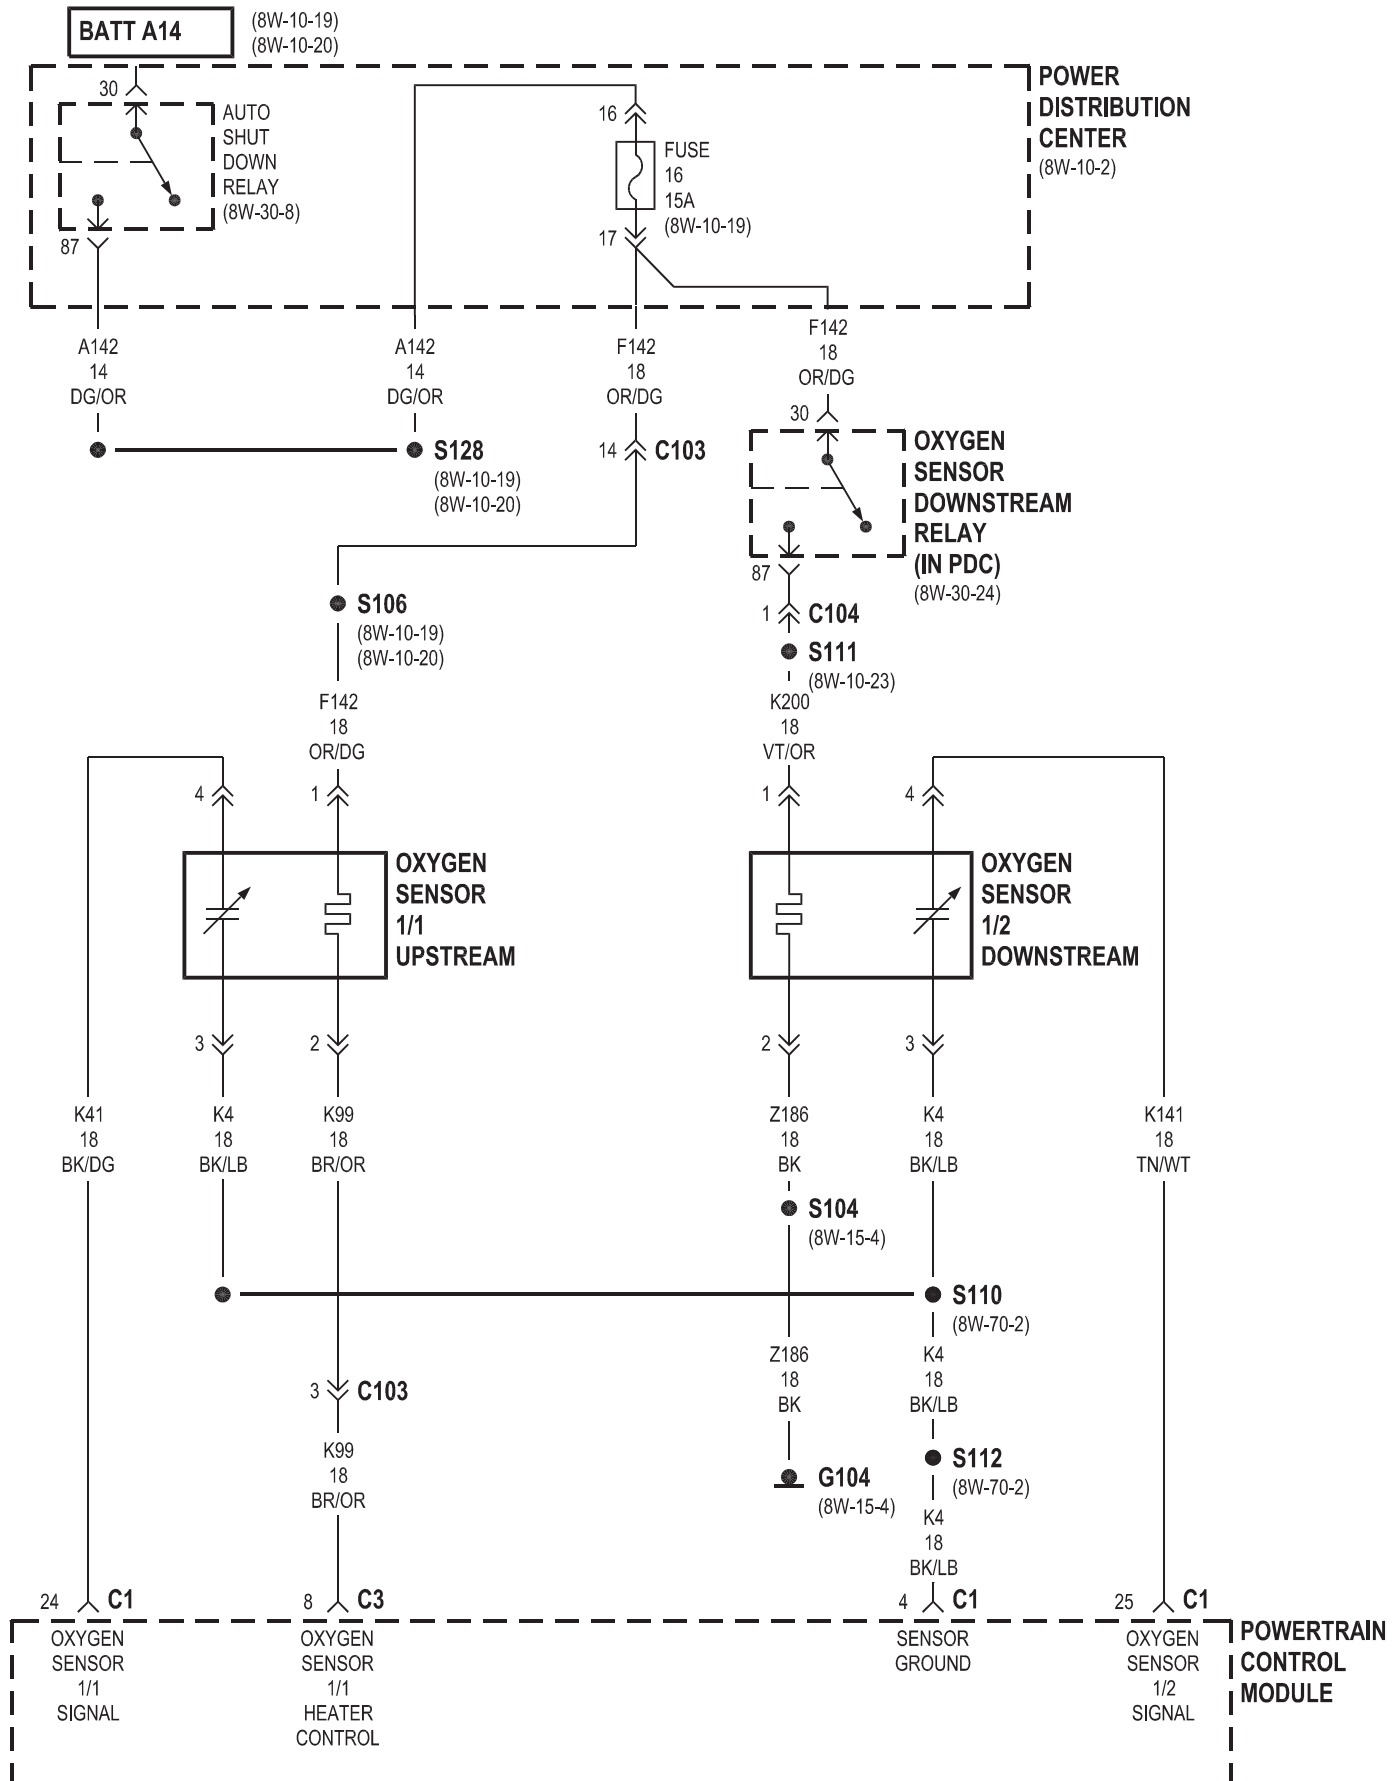 BATT A14
(8W-10-19)
(8W-10-20)
30
AUTO
SHUT
DOWN
RELAY
(8W-30-8)
87
16
FUSE
16
15A
(8W-10-19)
17
POWER
DISTRIBUTION
CENTER
(8W-10-2)
A142
14
DG/OR
A142
14
DG/OR
F142
18
OR/DG
F142
18
OR/DG
S128
(8W-10-19)
(8W-10-20)
14
C103
30
OXYGEN
SENSOR
DOWNSTREAM
RELAY
(IN PDC)
(8W-30-24)
87
1
C104
S111
(8W-10-23)
K200
18
VT/OR
S106
(8W-10-19)
(8W-10-20)
F142
18
OR/DG
4
1
OXYGEN
SENSOR
1/1
UPSTREAM
3
2
1
4
OXYGEN
SENSOR
1/2
DOWNSTREAM
2
3
K41
18
BK/DG
K4
18
BK/LB
K99
18
BR/OR
Z186
18
BK
K4
18
BK/LB
K141
18
TN/WT
S104
(8W-15-4)
S110
(8W-70-2)
3
C103
K99
18
BR/OR
Z186
18
BK
K4
18
BK/LB
G104
(8W-15-4)
S112
(8W-70-2)
K4
18
BK/LB
24
C1
8
C3
4
C1
25
C1
OXYGEN
SENSOR
1/1
SIGNAL
OXYGEN
SENSOR
1/1
HEATER
CONTROL
SENSOR
GROUND
OXYGEN
SENSOR
1/2
SIGNAL
POWERTRAIN
CONTROL
MODULE